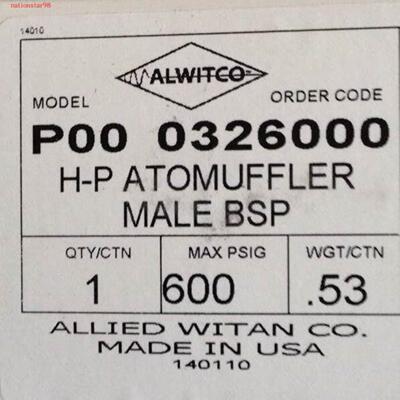 nationstar98
14010
ALWITCO
MODEL ORDER CODE
P00 0326000
H-P ATOMUFFLER
MALE BSP
QTY/CTN MAX PSIG WGT/CTN
1 600 .53
ALLIED WITAN CO.
MADE IN USA
140110